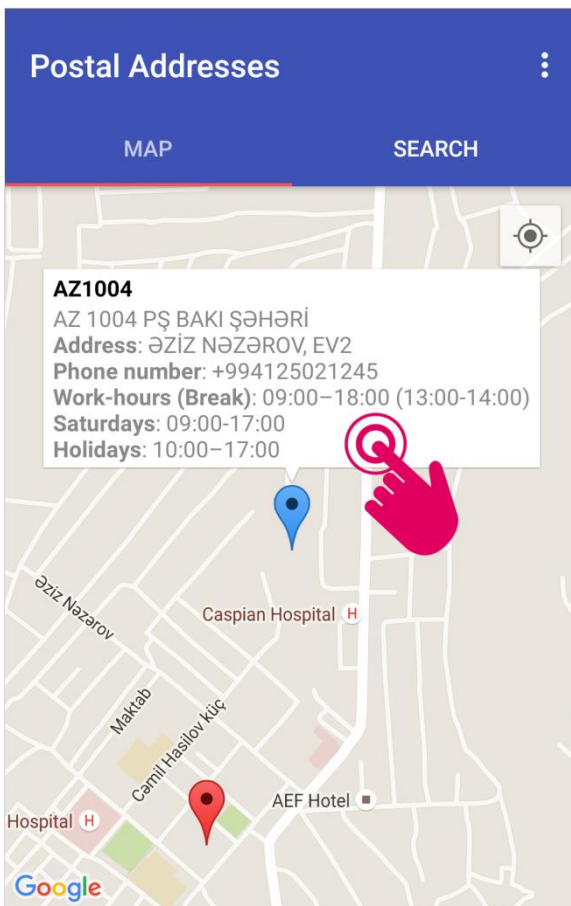 Postal Addresses
MAP
SEARCH
AZ1004
AZ 1004 PŞ BAKI ŞƏHƏRİ
Address: ƏZİZ NƏZƏROV, EV2
Phone number: +994125021245
Work-hours (Break): 09:00–18:00 (13:00-14:00)
Saturdays: 09:00-17:00
Holidays: 10:00–17:00
Əziz Nəzərov
Caspian Hospital H
Maktab
Cəmil Hasilov küç
AEF Hotel
Hospital H
Google